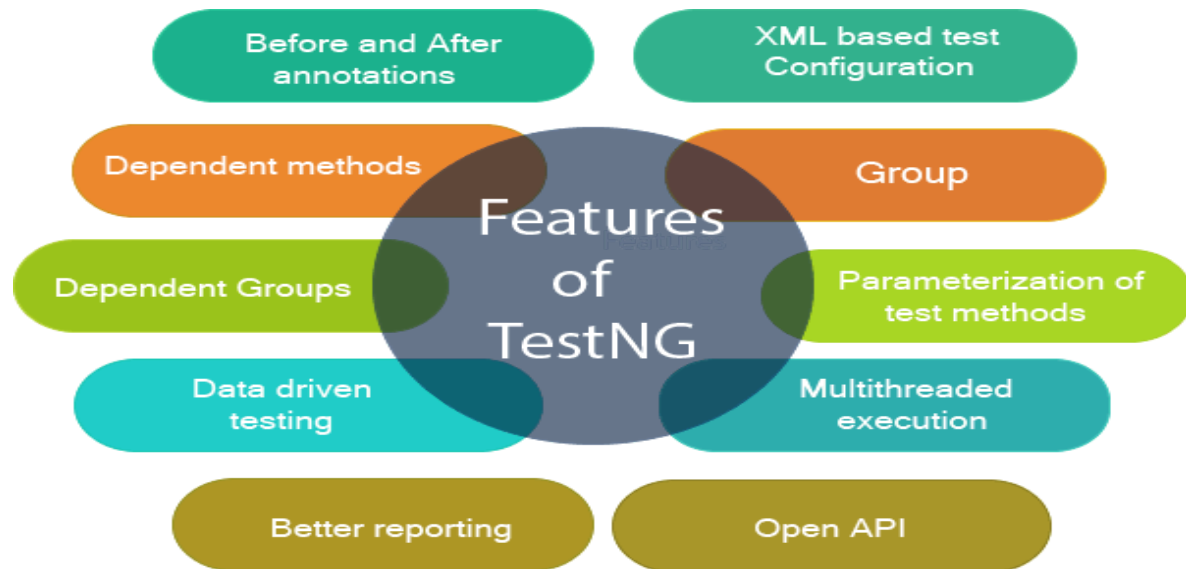 Before and After
annotations
XML based test
Configuration
Dependent methods
Group
Features
of
TestNG
Features
Dependent Groups
Parameterization of
test methods
Data driven
testing
Multithreaded
execution
Better reporting
Open API